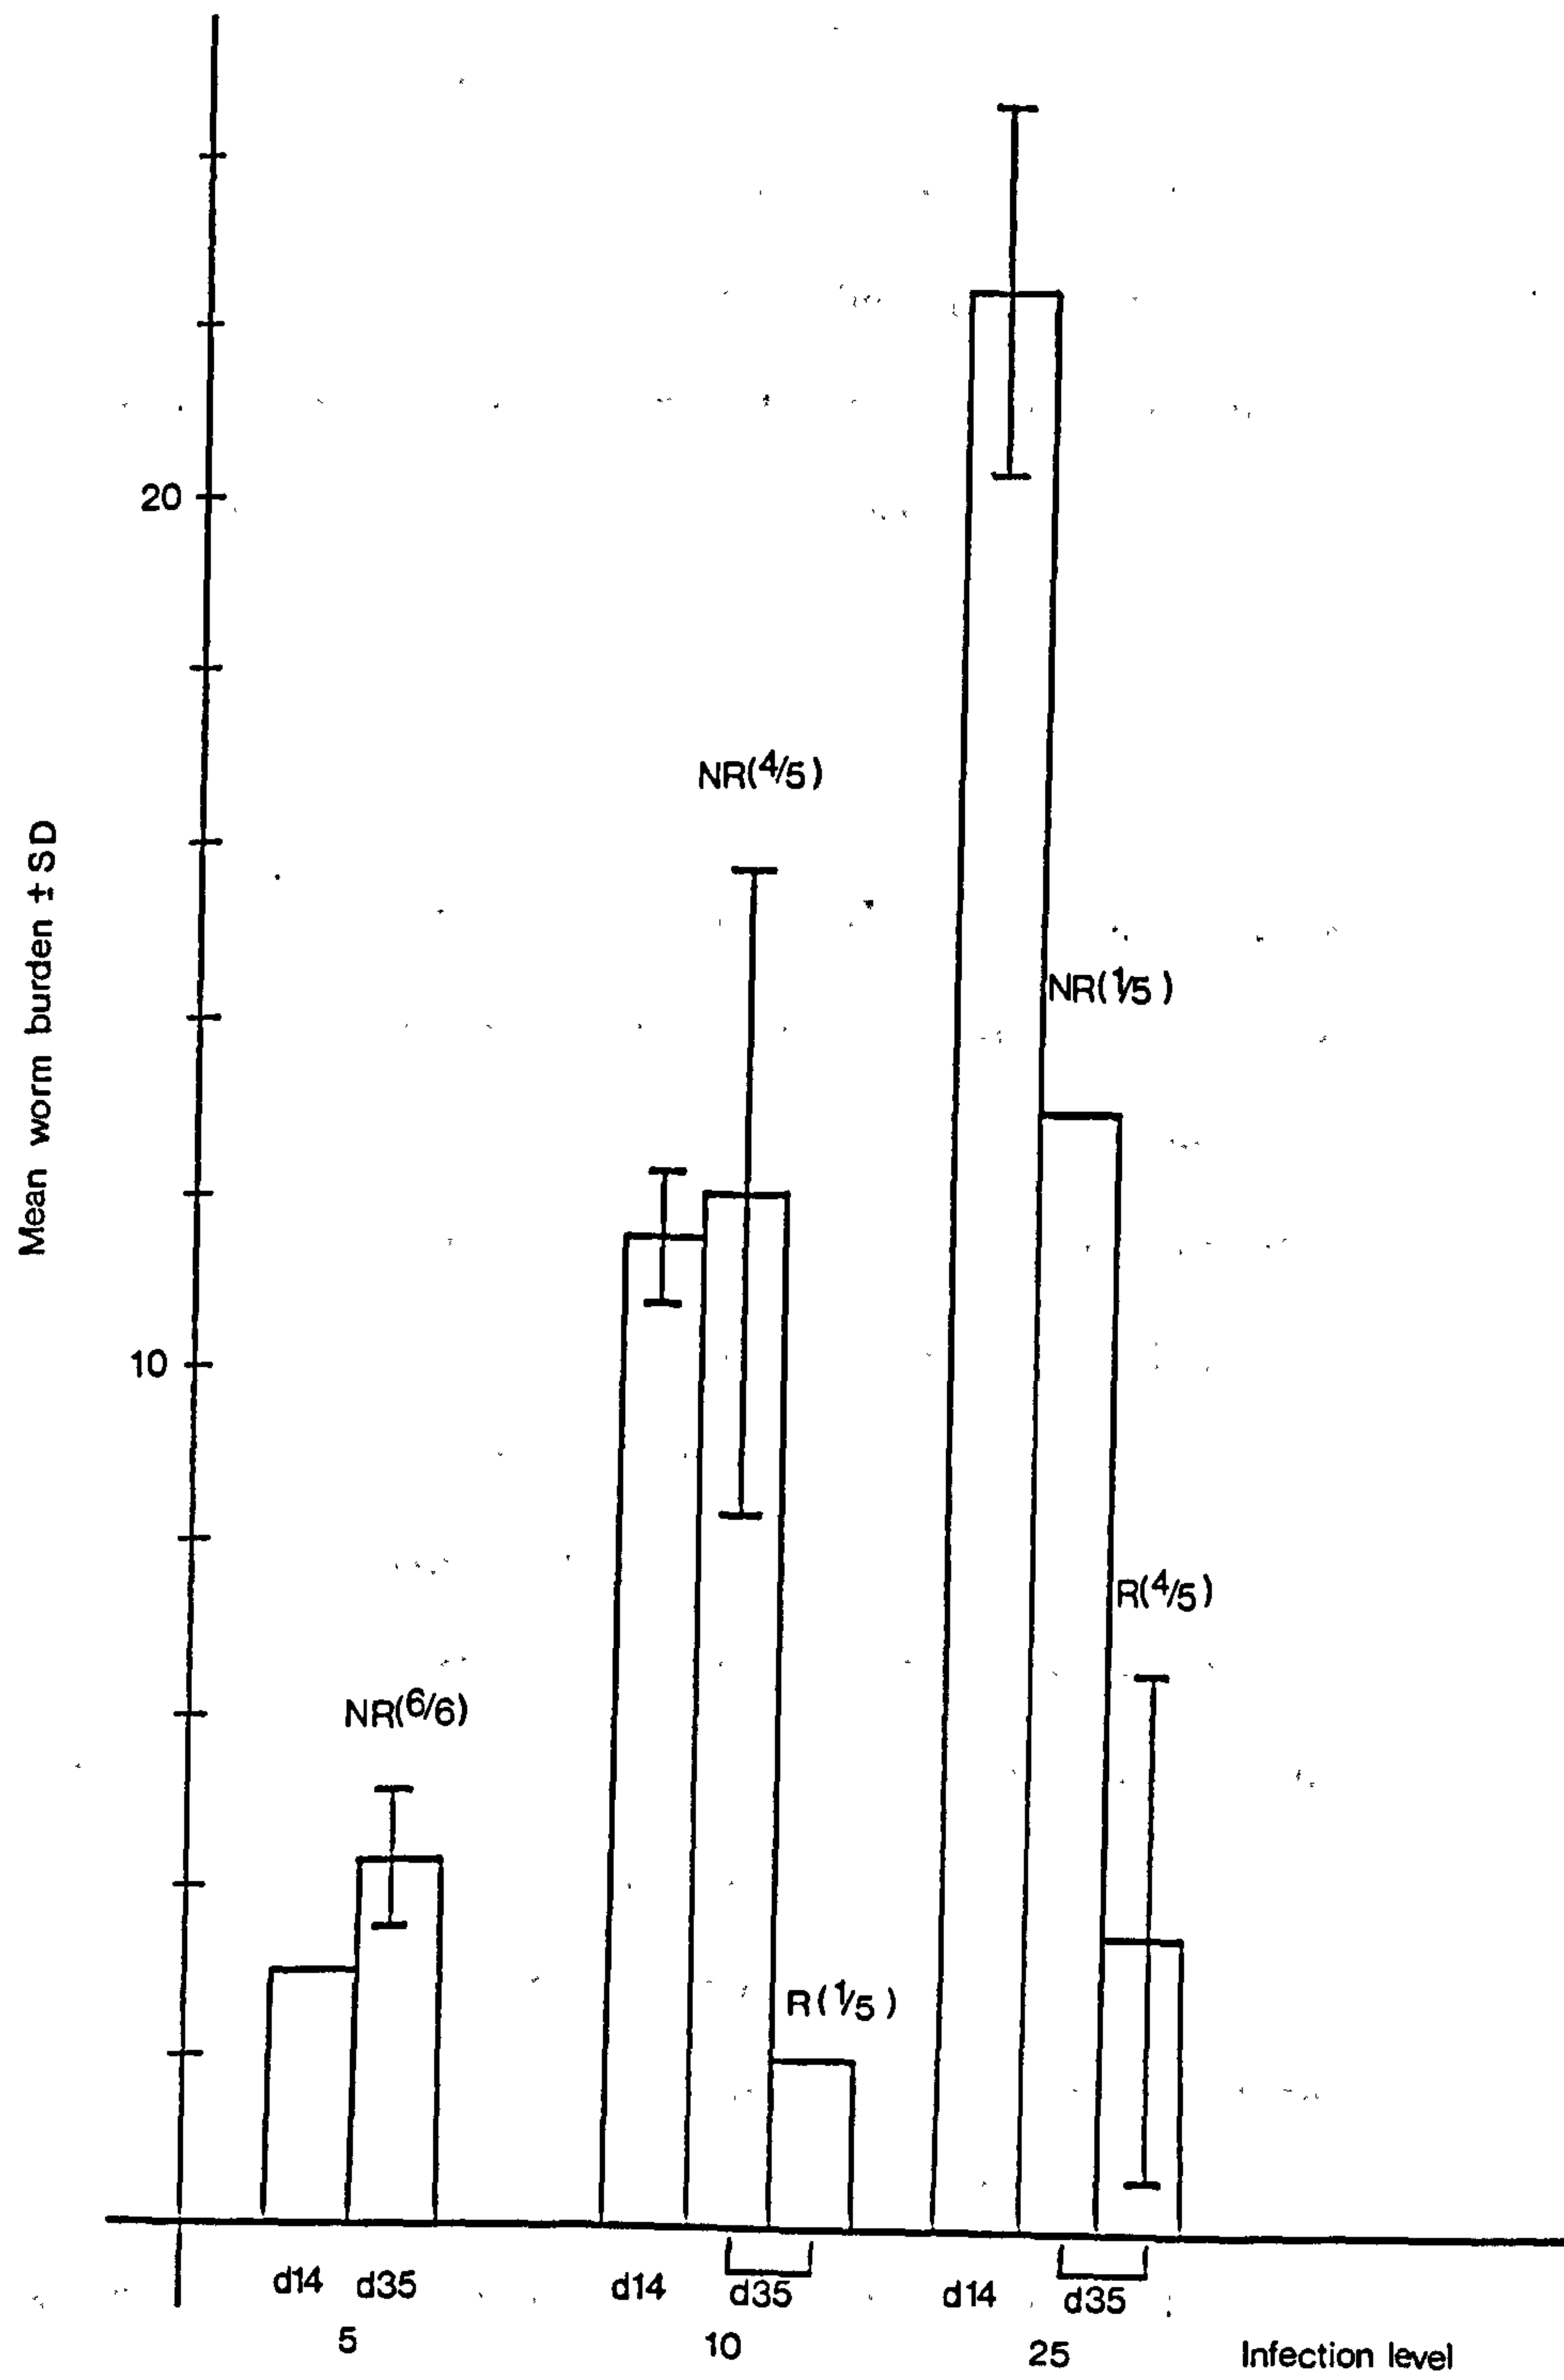 20
NR(4/5)
NR(1/5)
Mean worm burden ± SD
10
R(4/5)
NR(6/6)
R(1/5)
d14 d35 d14 d35 d14 d35
5 10 25 Infection level